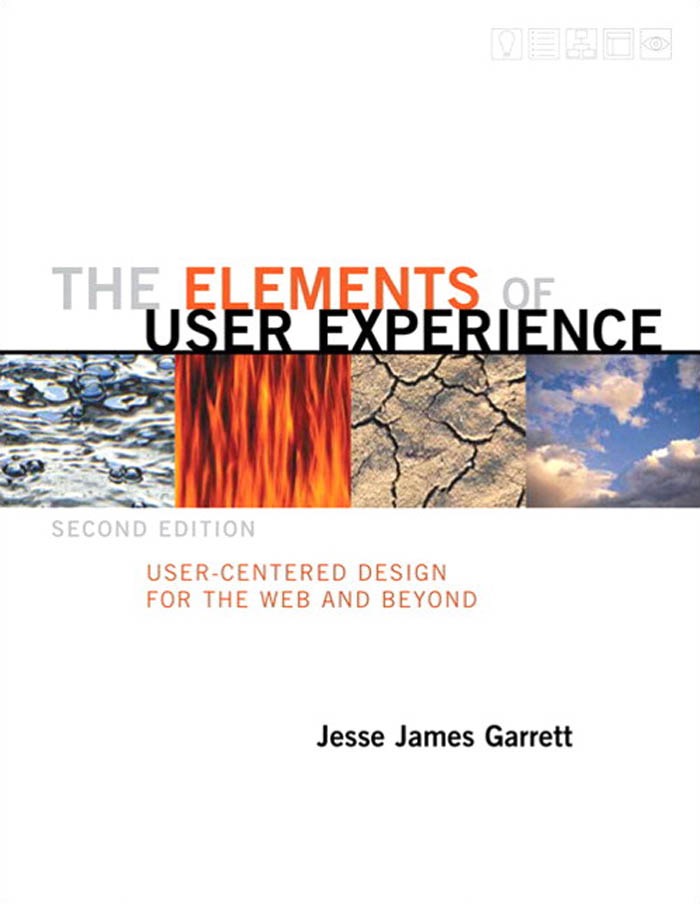 THE ELEMENTS OF
USER EXPERIENCE
SECOND EDITION
USER-CENTERED DESIGN
FOR THE WEB AND BEYOND
Jesse James Garrett